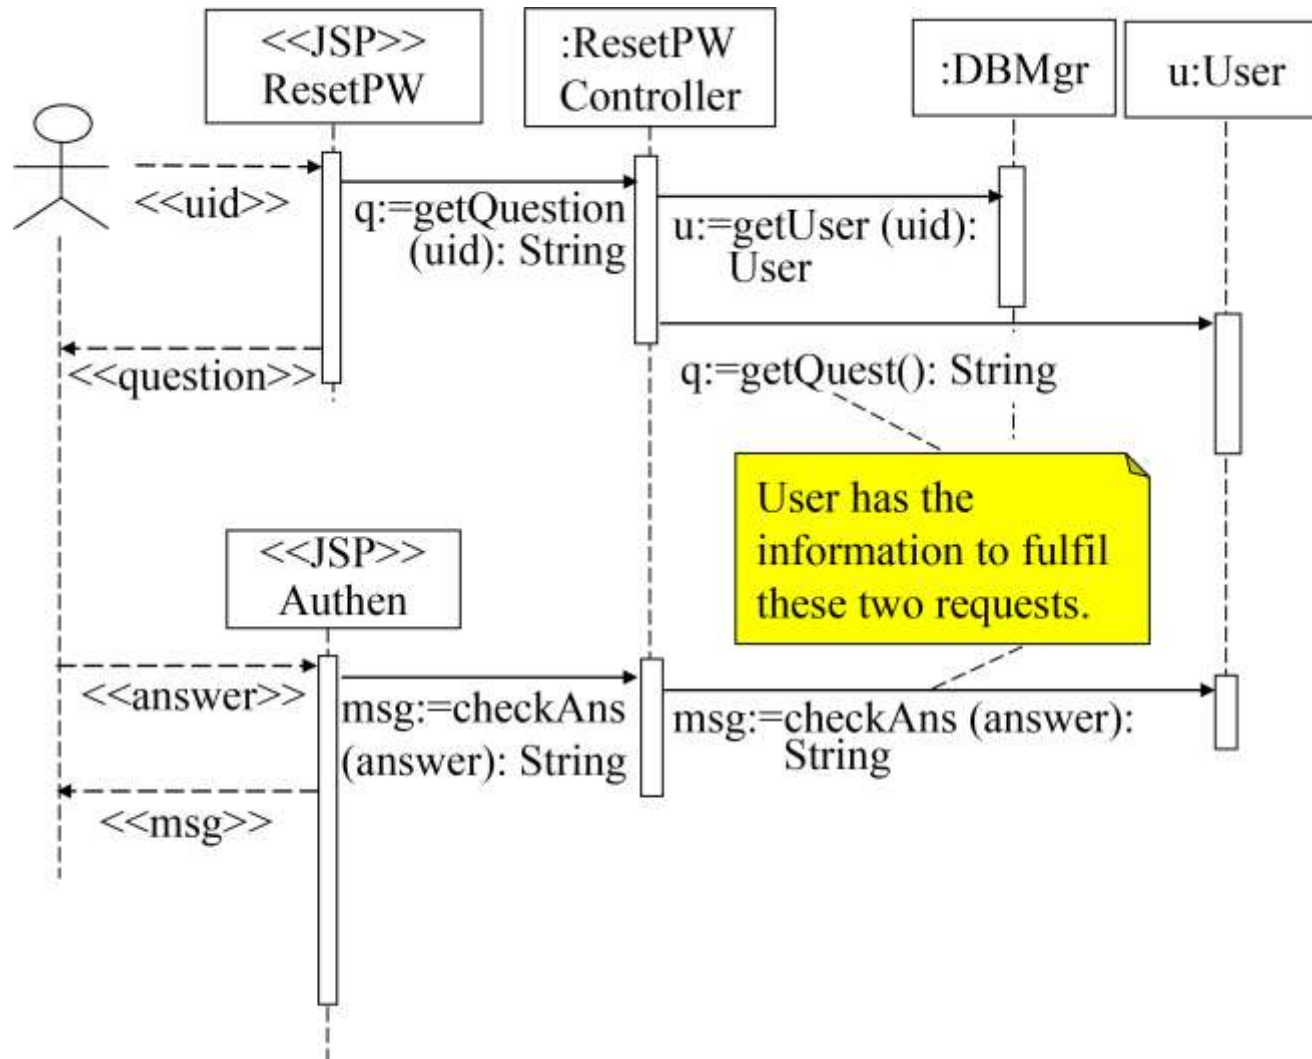 <<JSP>>
ResetPW
:ResetPW
Controller
:DBMgr
u:User
<<uid>>
q:=getQuestion
(uid): String
u:=getUser (uid):
User
<<question>>
q:=getQuest(): String
User has the
information to fulfil
these two requests.
<<JSP>>
Authen
<<answer>>
msg:=checkAns
(answer): String
msg:=checkAns (answer):
String
<<msg>>